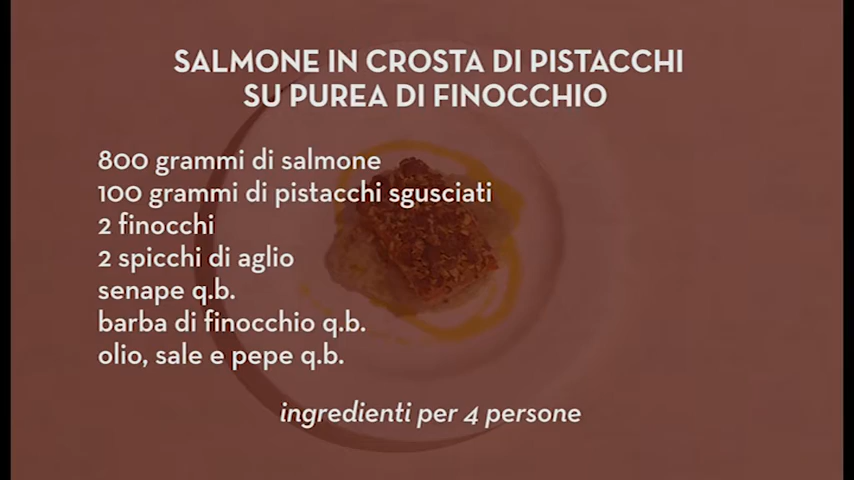 SALMONE IN CROSTA DI PISTACCHI
SU PUREA DI FINOCCHIO
800 grammi di salmone
100 grammi di pistacchi sgusciati
2 finocchi
2 spicchi di aglio
senape q.b.
barba di finocchio q.b.
olio, sale e pepe q.b.
ingredienti per 4 persone